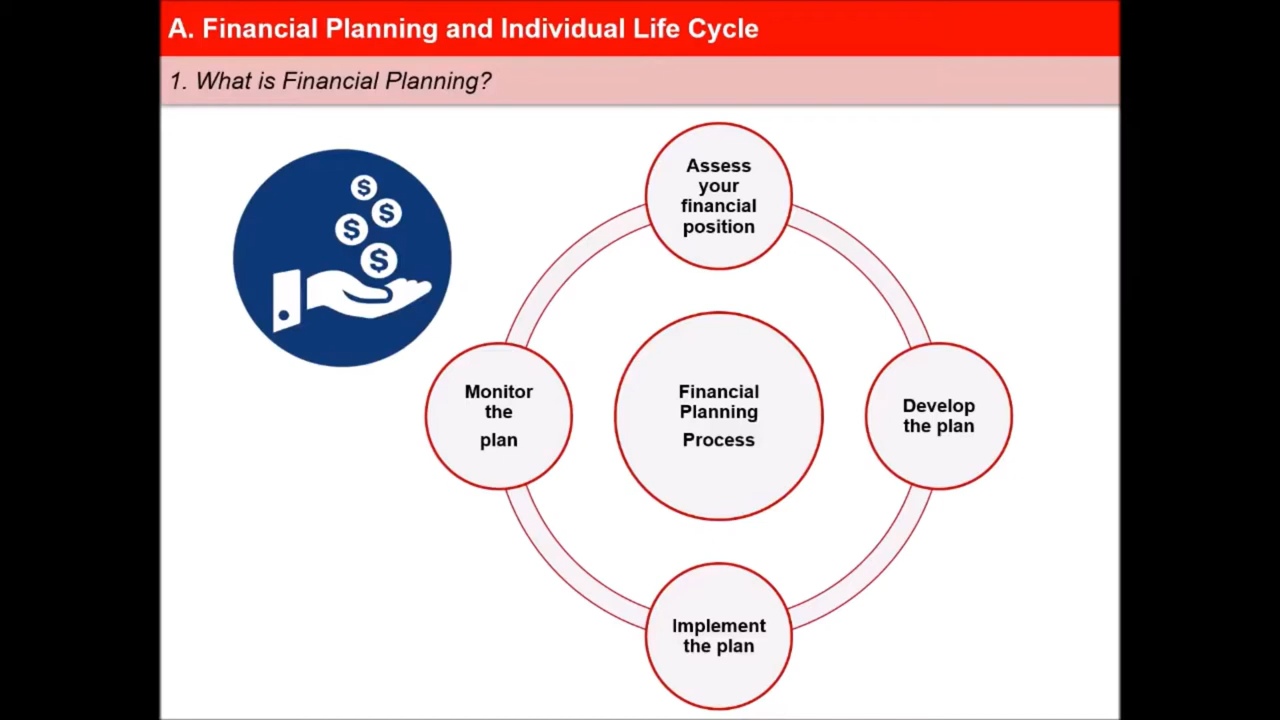 A. Financial Planning and Individual Life Cycle
1. What is Financial Planning?
$
$
$
$
Assess
your
financial
position
Monitor
the
plan
Financial
Planning
Process
Develop
the plan
Implement
the plan